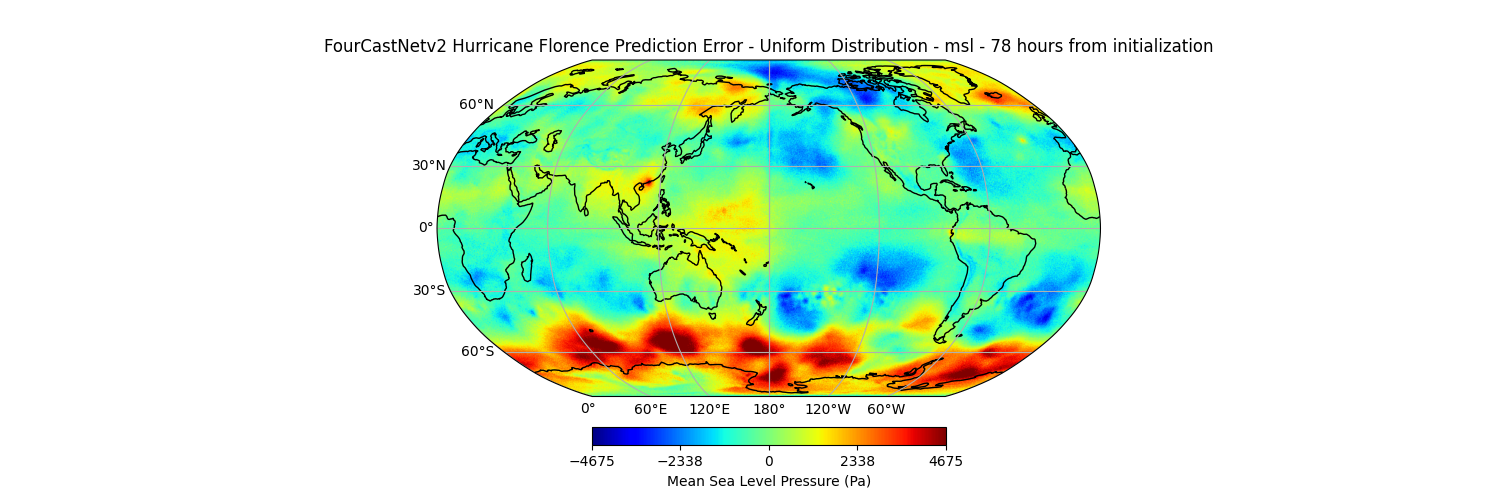 FourCastNetv2 Hurricane Florence Prediction Error - Uniform Distribution - msl - 78 hours from initialization
60°N
30°N
0°
30°S
60°S
0° 60°E 120°E 180° 120°W 60°W
−4675 −2338 0 2338 4675
Mean Sea Level Pressure (Pa)